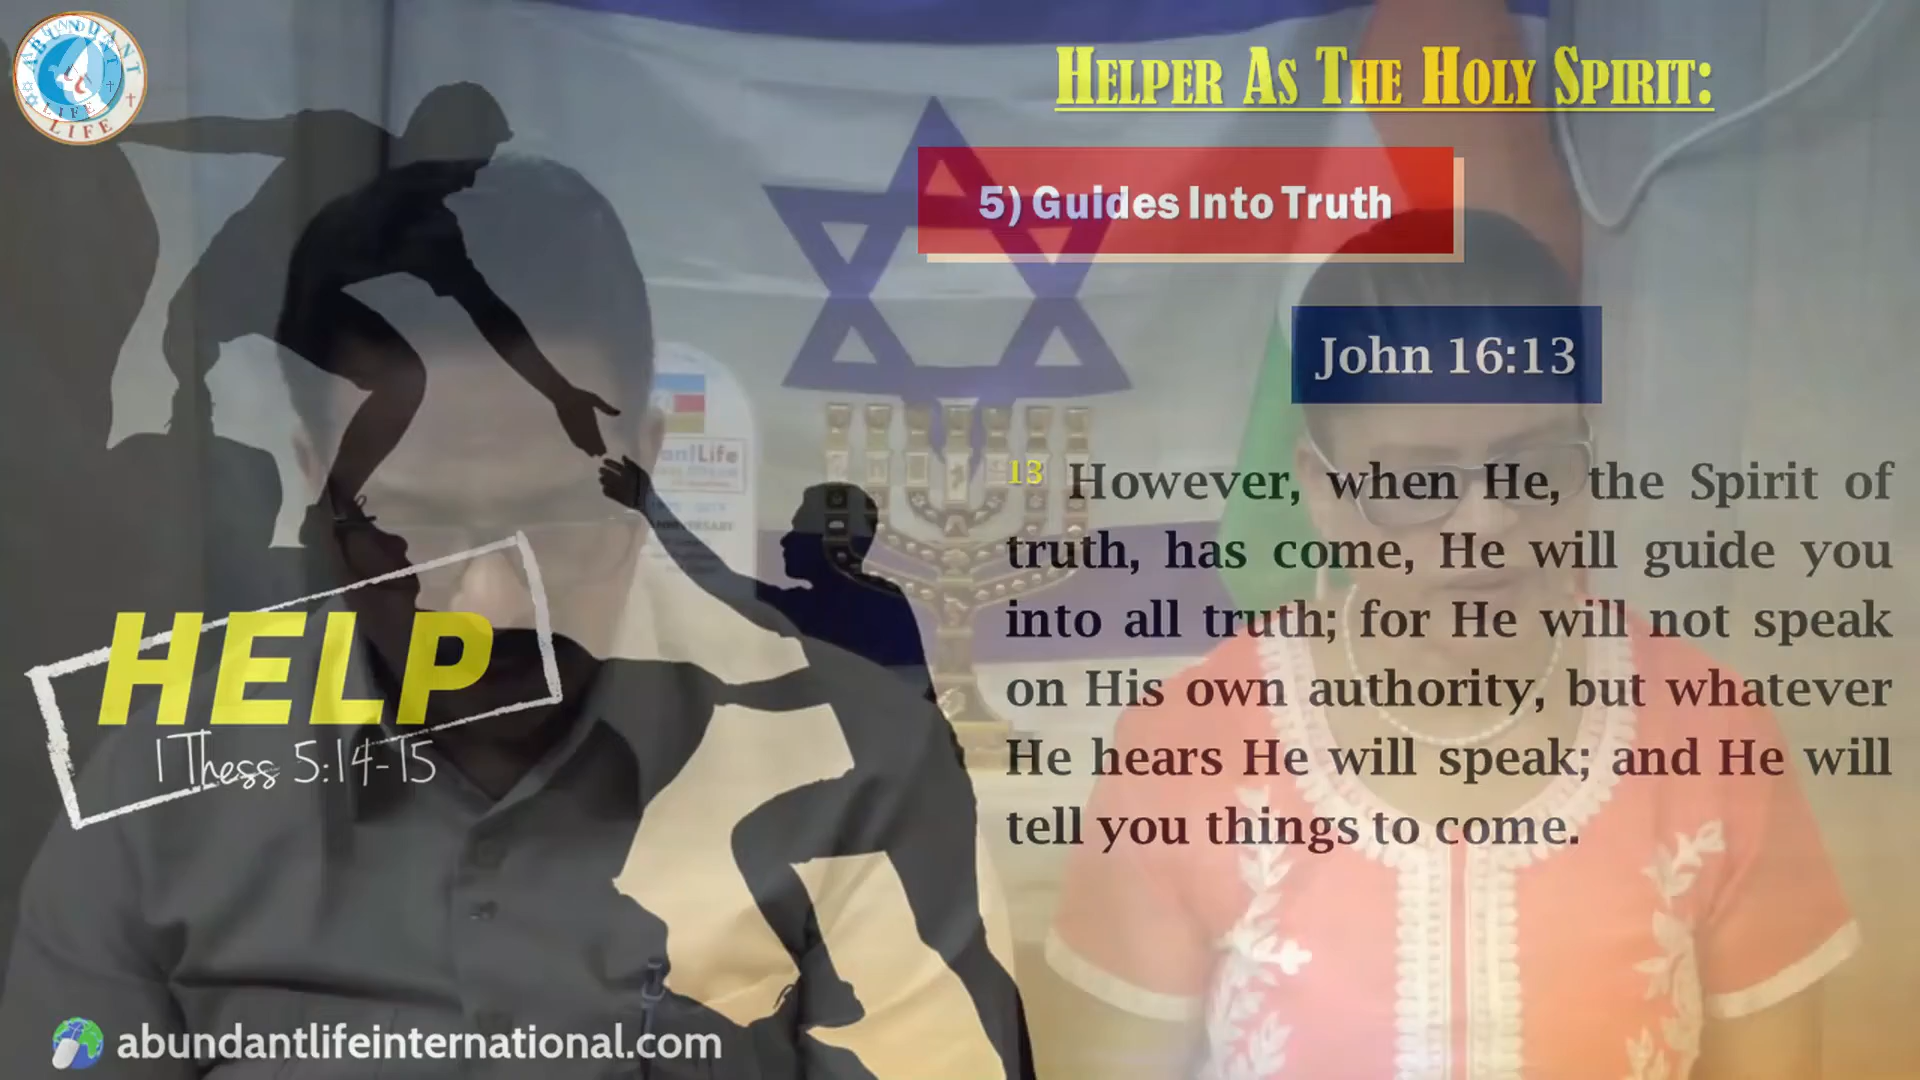 ABUNDANT
LIFE
HELPER AS THE HOLY SPIRIT:
5) Guides Into Truth
John 16:13
13 However, when He, the Spirit of
truth, has come, He will guide you
into all truth; for He will not speak
on His own authority, but whatever
He hears He will speak; and He will
tell you things to come.
HELP
1 Thess 5:14-15
Life
abundantlifeinternational.com